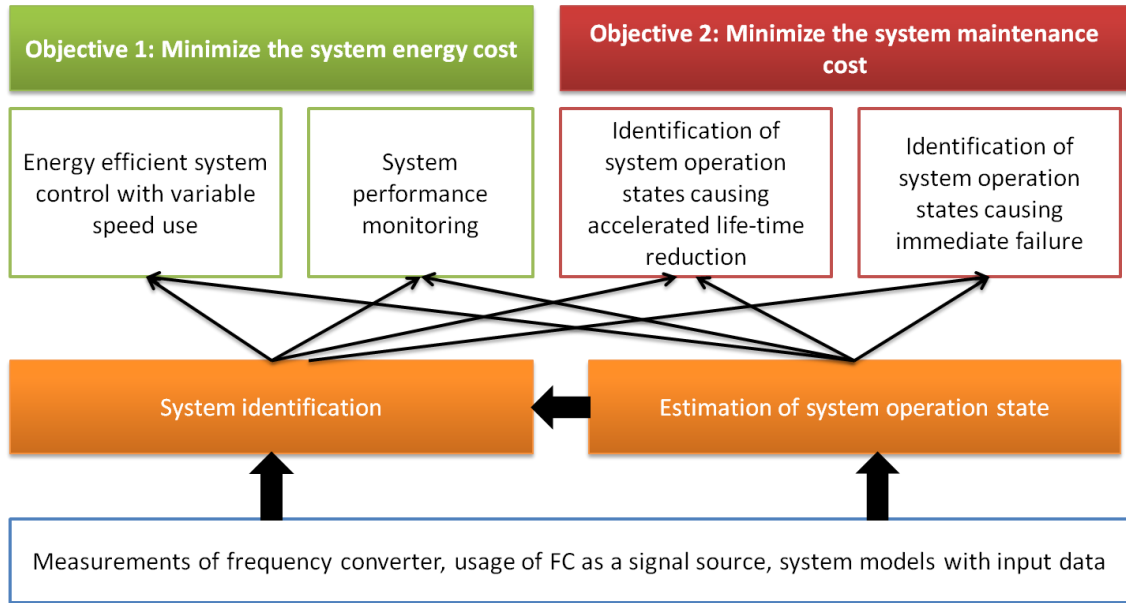 Objective 1: Minimize the system energy cost
Objective 2: Minimize the system maintenance
cost
Energy efficient system
control with variable
speed use
System
performance
monitoring
Identification of
system operation
states causing
accelerated life-time
reduction
Identification of
system operation
states causing
immediate failure
System identification
Estimation of system operation state
Measurements of frequency converter, usage of FC as a signal source, system models with input data